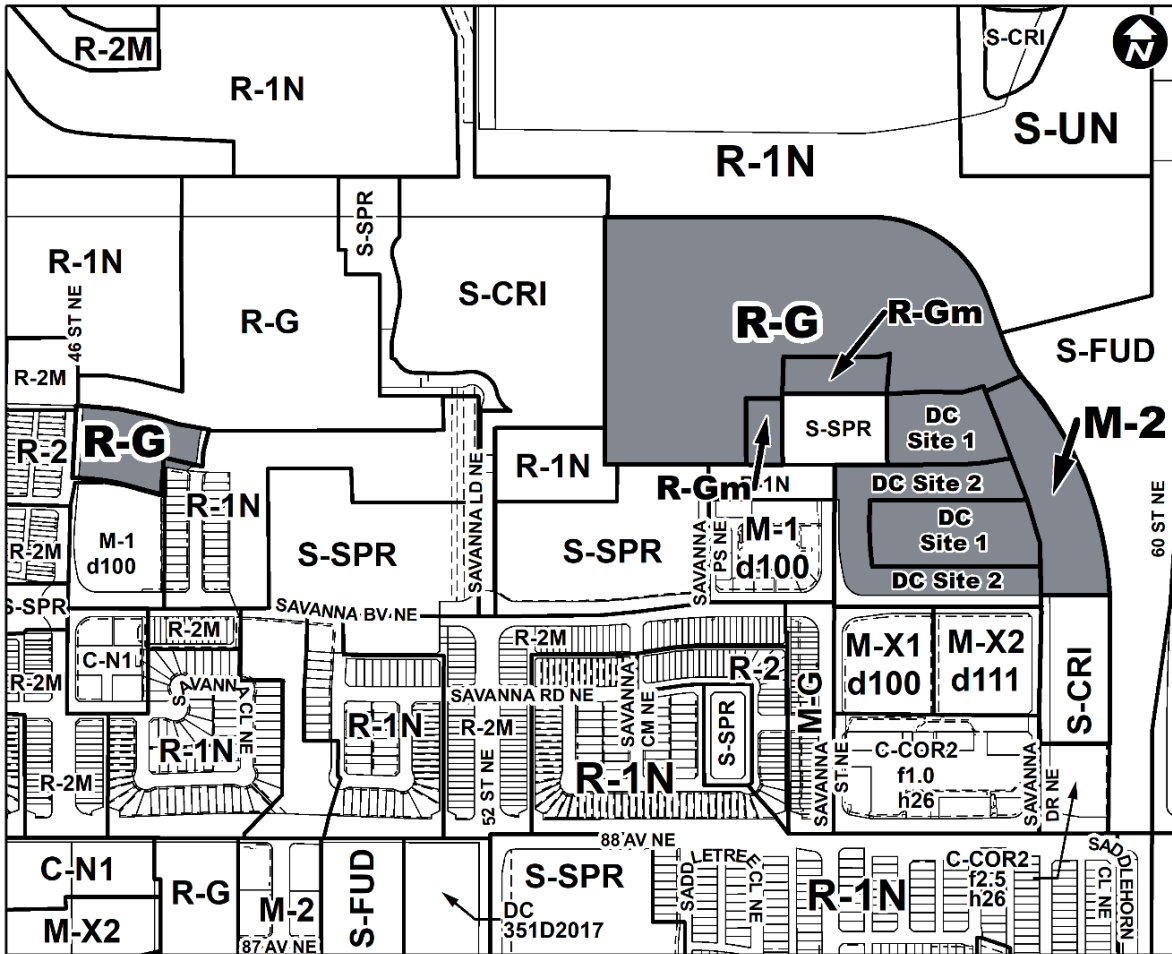 R-2M
R-1N
S-CRI
N
S-UN
R-1N
S-SPR
R-1N
46 ST NE
R-G
S-CRI
R-G
R-Gm
S-FUD
R-2M
R-2
R-G
S-SPR
DC
Site 1
M-2
R-1N
R-Gm
R-1N
DC Site 2
60 ST NE
R-1N
SAVANNA LD NE
S-SPR
S-SPR
SAVANNA
PS NE
M-1
d100
DC
Site 1
DC Site 2
R-2M
M-1
d100
S-SPR
SAVANNA BV NE
R-2M
C-N1
R-2M
R-2M
R-2
M-G
M-X1
d100
M-X2
d111
S-CRI
SAVANNA
CL NE
R-1N
R-1N
SAVANNA RD NE
R-2M
SAVANNA
CM NE
S-SPR
R-1N
R-2M
52 ST NE
SAVANNA
ST NE
C-COR2
f1.0
h26
SAVANNA
DR NE
88 AV NE
C-N1
R-G
M-2
S-FUD
S-SPR
SADDLETREE CL NE
R-1N
C-COR2
f2.5
h26
SADDLEHORN
CL NE
M-X2
87 AV NE
DC
351D2017